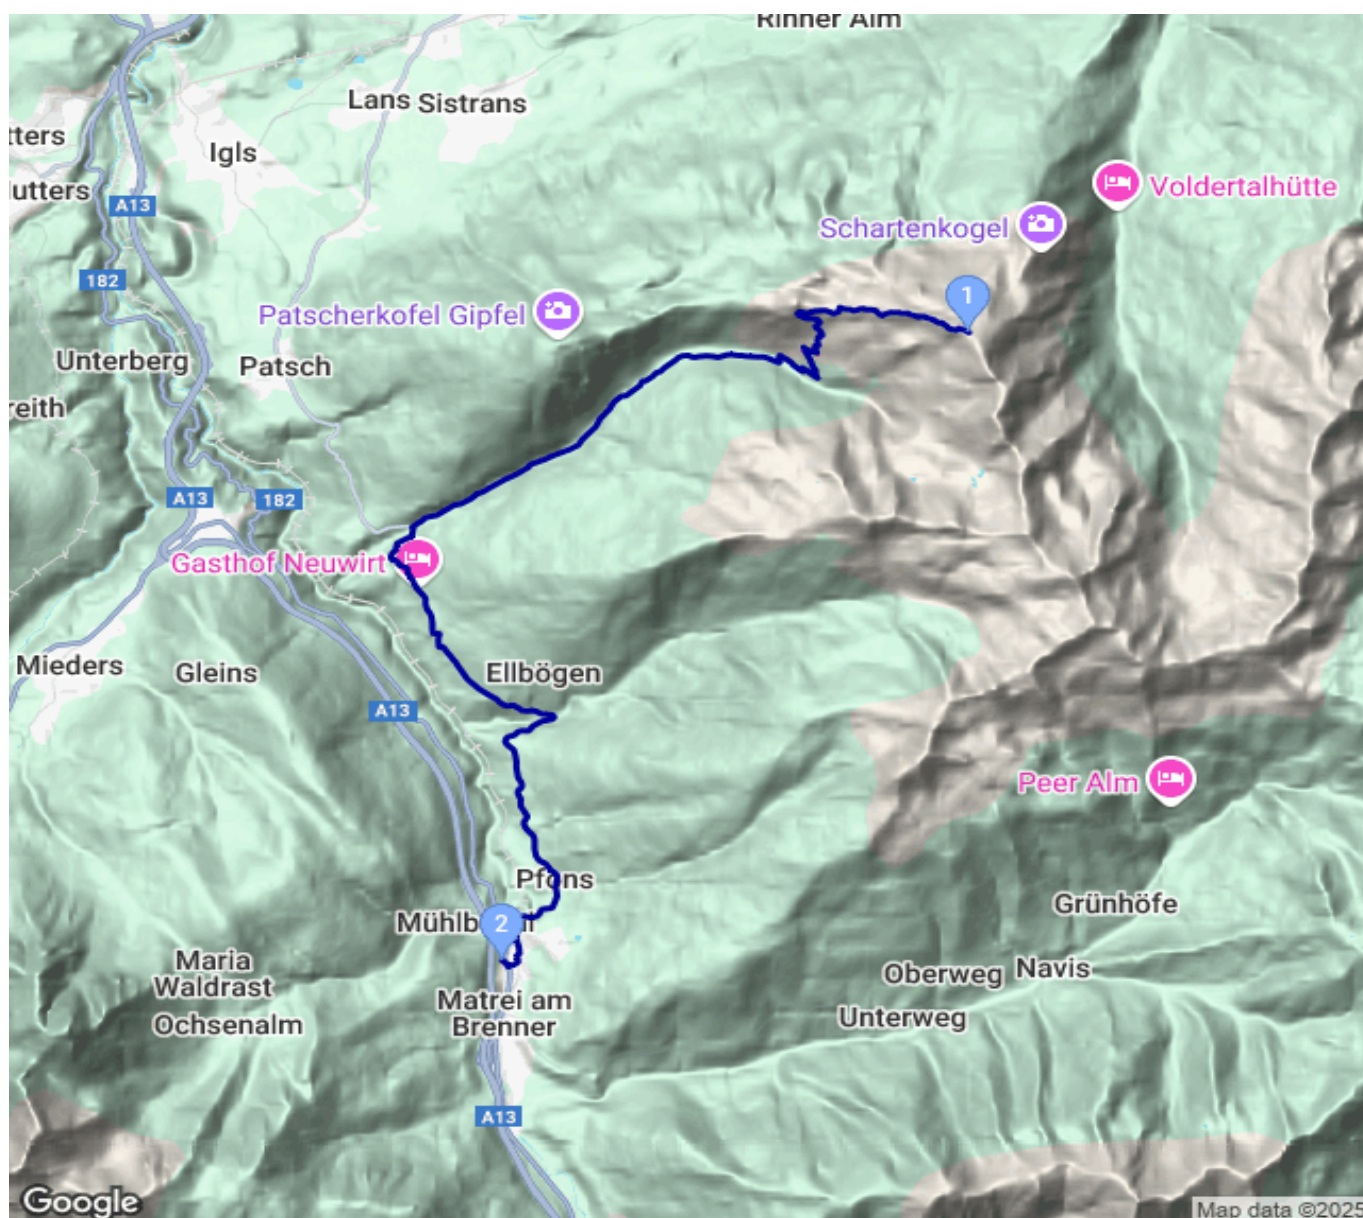 Rinner Alm
Lans
Sistrans
tters
Igls
lutters
A13
Voldertalhütte
Schartenkogel
182
1
Patscherkofel Gipfel
Unterberg
Patsch
reith
A13
182
Gasthof Neuwirt
Mieders
Gleins
Ellbögen
A13
Peer Alm
Pfons
Grünhöfe
2
Maria
Waldrast
Oberweg
Navis
Matrei am
Brenner
Ochsenalm
Unterweg
A13
Google
Map data ©2025